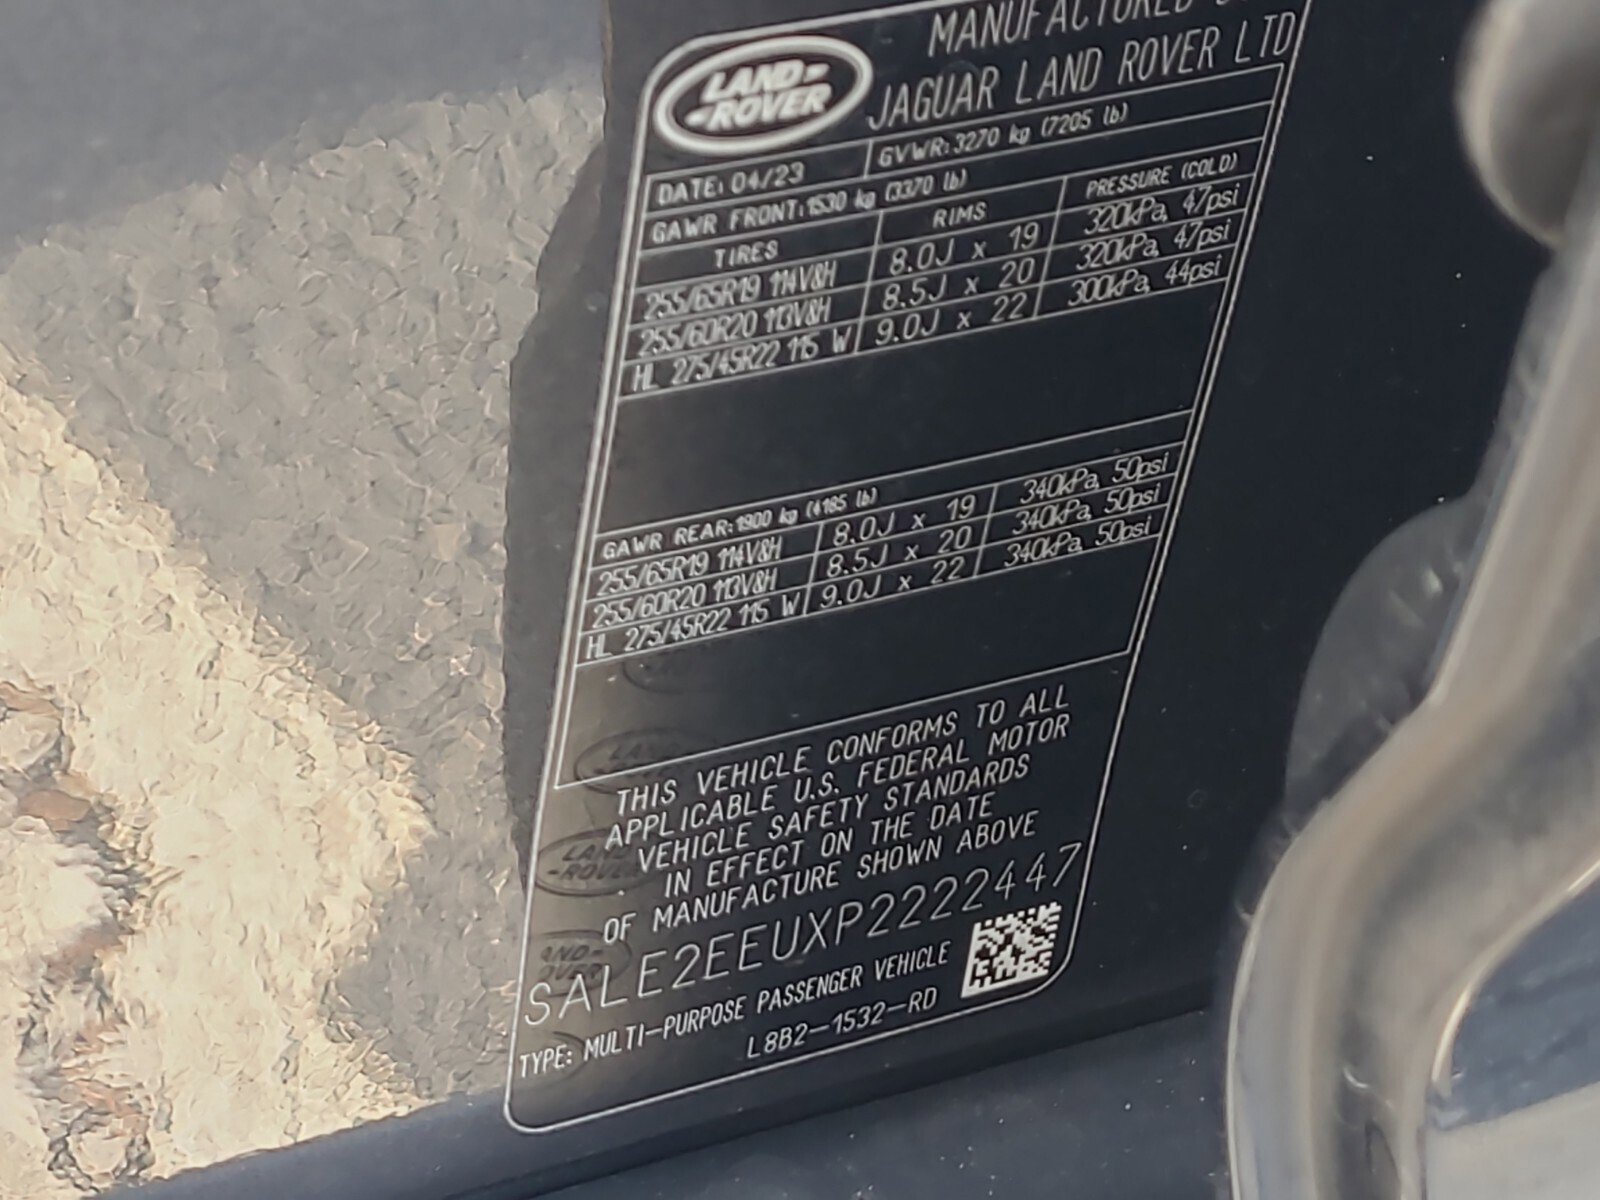 MANUFACTURED
LAND-
-ROVER
JAGUAR LAND ROVER LTD
DATE: 04/23 GVWR: 3270 kg (7205 lb)
GAWR FRONT: 1530 kg (3370 lb)
TIRES RIMS PRESSURE (COLD)
255/65R19 114V&H 8.0J x 19 320kPa, 47psi
255/60R20 113V&H 8.5J x 20 320kPa, 47psi
HL 275/45R22 115 W 9.0J x 22 300kPa, 44psi
GAWR REAR: 1900 kg (4185 lb)
255/65R19 114V&H 8.0J x 19 340kPa, 50psi
255/60R20 113V&H 8.5J x 20 340kPa, 50psi
HL 275/45R22 115 W 9.0J x 22 340kPa, 50psi
THIS VEHICLE CONFORMS TO ALL
APPLICABLE U.S. FEDERAL MOTOR
VEHICLE SAFETY STANDARDS
IN EFFECT ON THE DATE
OF MANUFACTURE SHOWN ABOVE
SALE2EEUXP2222447
TYPE: MULTI-PURPOSE PASSENGER VEHICLE
L8B2-1532-RD